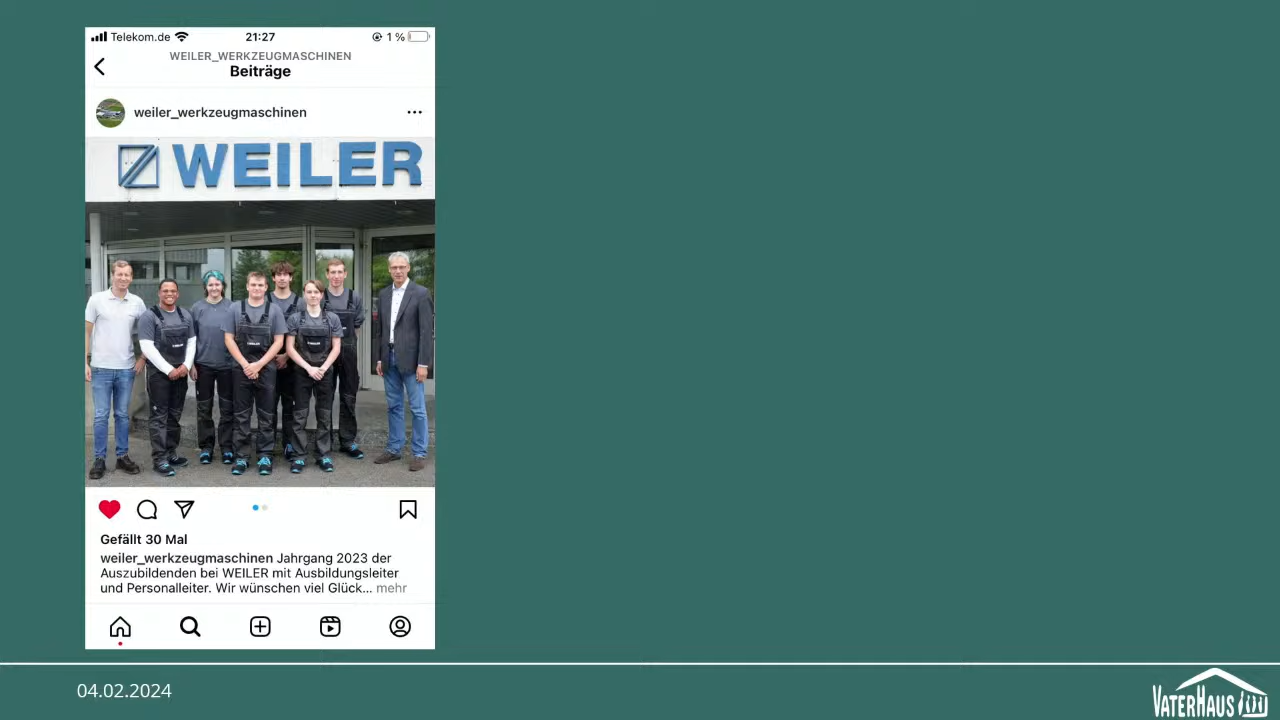 Telekom.de 21:27 1 %
WEILER_WERKZEUGMASCHINEN
Beiträge
weiler_werkzeugmaschinen
WEILER
Gefällt 30 Mal
weiler_werkzeugmaschinen Jahrgang 2023 der
Auszubildenden bei WEILER mit Ausbildungsleiter
und Personalleiter. Wir wünschen viel Glück... mehr
04.02.2024
VATERHAUS